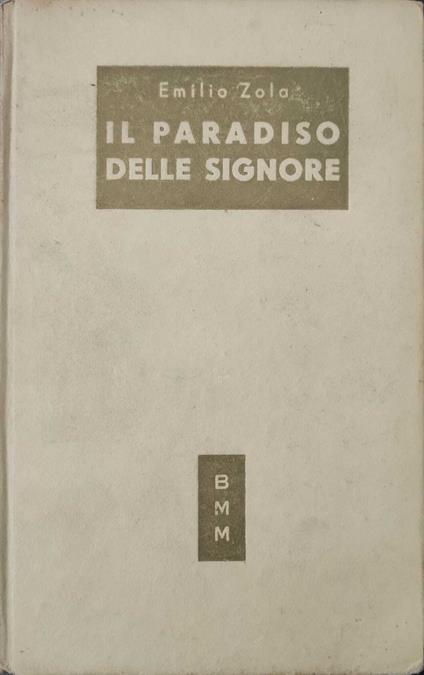 Emilio Zola
IL PARADISO
DELLE SIGNORE
B
M
M